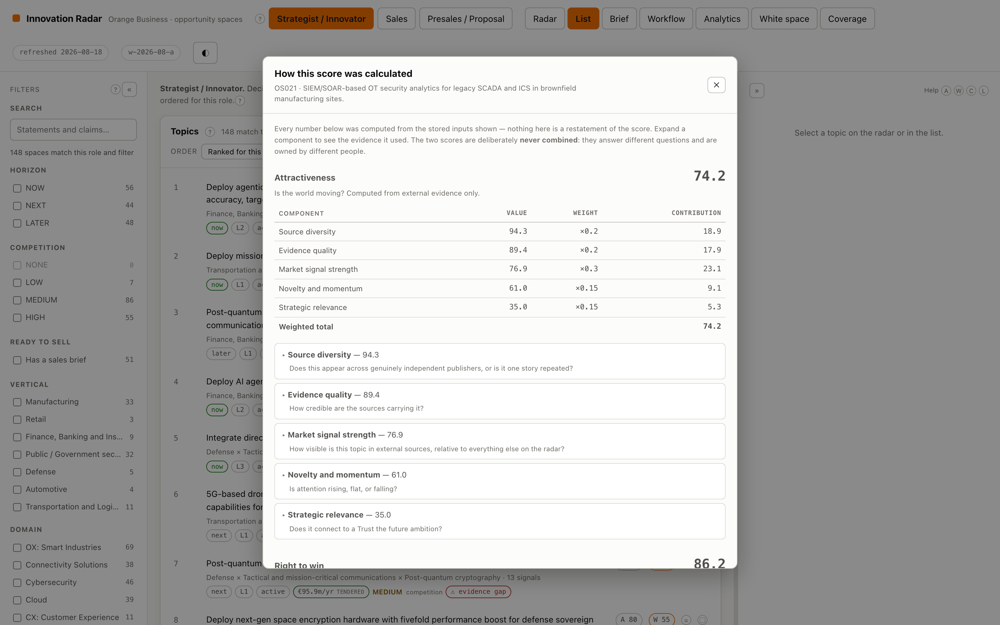 Innovation Radar Orange Business · opportunity spaces ? Strategist / Innovator Sales Presales / Proposal Radar List Brief Workflow Analytics White space Coverage
refreshed 2026-08-18 w-2026-08-a
FILTERS ? «
SEARCH
Statements and claims...
148 spaces match this role and filter
HORIZON
NOW 56
NEXT 44
LATER 48
COMPETITION
NONE 0
LOW 7
MEDIUM 86
HIGH 55
READY TO SELL
Has a sales brief 51
VERTICAL
Manufacturing 33
Retail 3
Finance, Banking and Ins... 9
Public / Government sec... 32
Defense 5
Automotive 4
Transportation and Logi... 11
DOMAIN
OX: Smart Industries 69
Connectivity Solutions 38
Cybersecurity 46
Cloud 39
CX: Customer Experience 11
Strategist / Innovator.
ordered for this role. ?
Topics ? 148 match
ORDER Ranked for this
1 Deploy
accuracy,
Finance, Banking
now L2
2 Deploy
Transportation
now L1
3 Post-quantum
Finance, Banking
later L1
4 Deploy AI
Finance, Banking
now L2
5 Integrate
Defense ×
now L3
6 5G-based
capabilities
Transportation
next L1
7 Post-quantum
Defense × Tactical and mission-critical communications × Post-quantum cryptography · 13 signals
next L1 active €95.9m/yr TENDERED MEDIUM competition ⚠ evidence gap
8 Deploy next-gen space encryption hardware with fivefold performance boost for defense sovereign A 80 W 55 =
How this score was calculated
OS021 · SIEM/SOAR-based OT security analytics for legacy SCADA and ICS in brownfield
manufacturing sites.
×
Every number below was computed from the stored inputs shown — nothing here is a restatement of the score. Expand a
component to see the evidence it used. The two scores are deliberately never combined: they answer different questions and are
owned by different people.
Attractiveness 74.2
Is the world moving? Computed from external evidence only.
COMPONENT VALUE WEIGHT CONTRIBUTION
Source diversity 94.3 ×0.2 18.9
Evidence quality 89.4 ×0.2 17.9
Market signal strength 76.9 ×0.3 23.1
Novelty and momentum 61.0 ×0.15 9.1
Strategic relevance 35.0 ×0.15 5.3
Weighted total 74.2
▸ Source diversity — 94.3
Does this appear across genuinely independent publishers, or is it one story repeated?
▸ Evidence quality — 89.4
How credible are the sources carrying it?
▸ Market signal strength — 76.9
How visible is this topic in external sources, relative to everything else on the radar?
▸ Novelty and momentum — 61.0
Is attention rising, flat, or falling?
▸ Strategic relevance — 35.0
Does it connect to a Trust the future ambition?
Right to win 86.2
» Help A W C L
Select a topic on the radar or in the list.